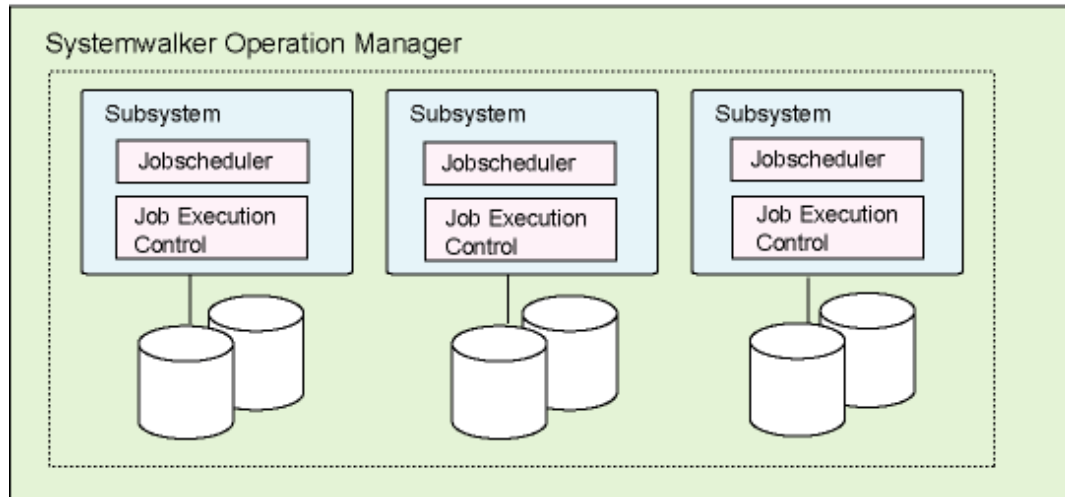 Systemwalker Operation Manager
Subsystem
Jobscheduler
Job Execution
Control
Subsystem
Jobscheduler
Job Execution
Control
Subsystem
Jobscheduler
Job Execution
Control